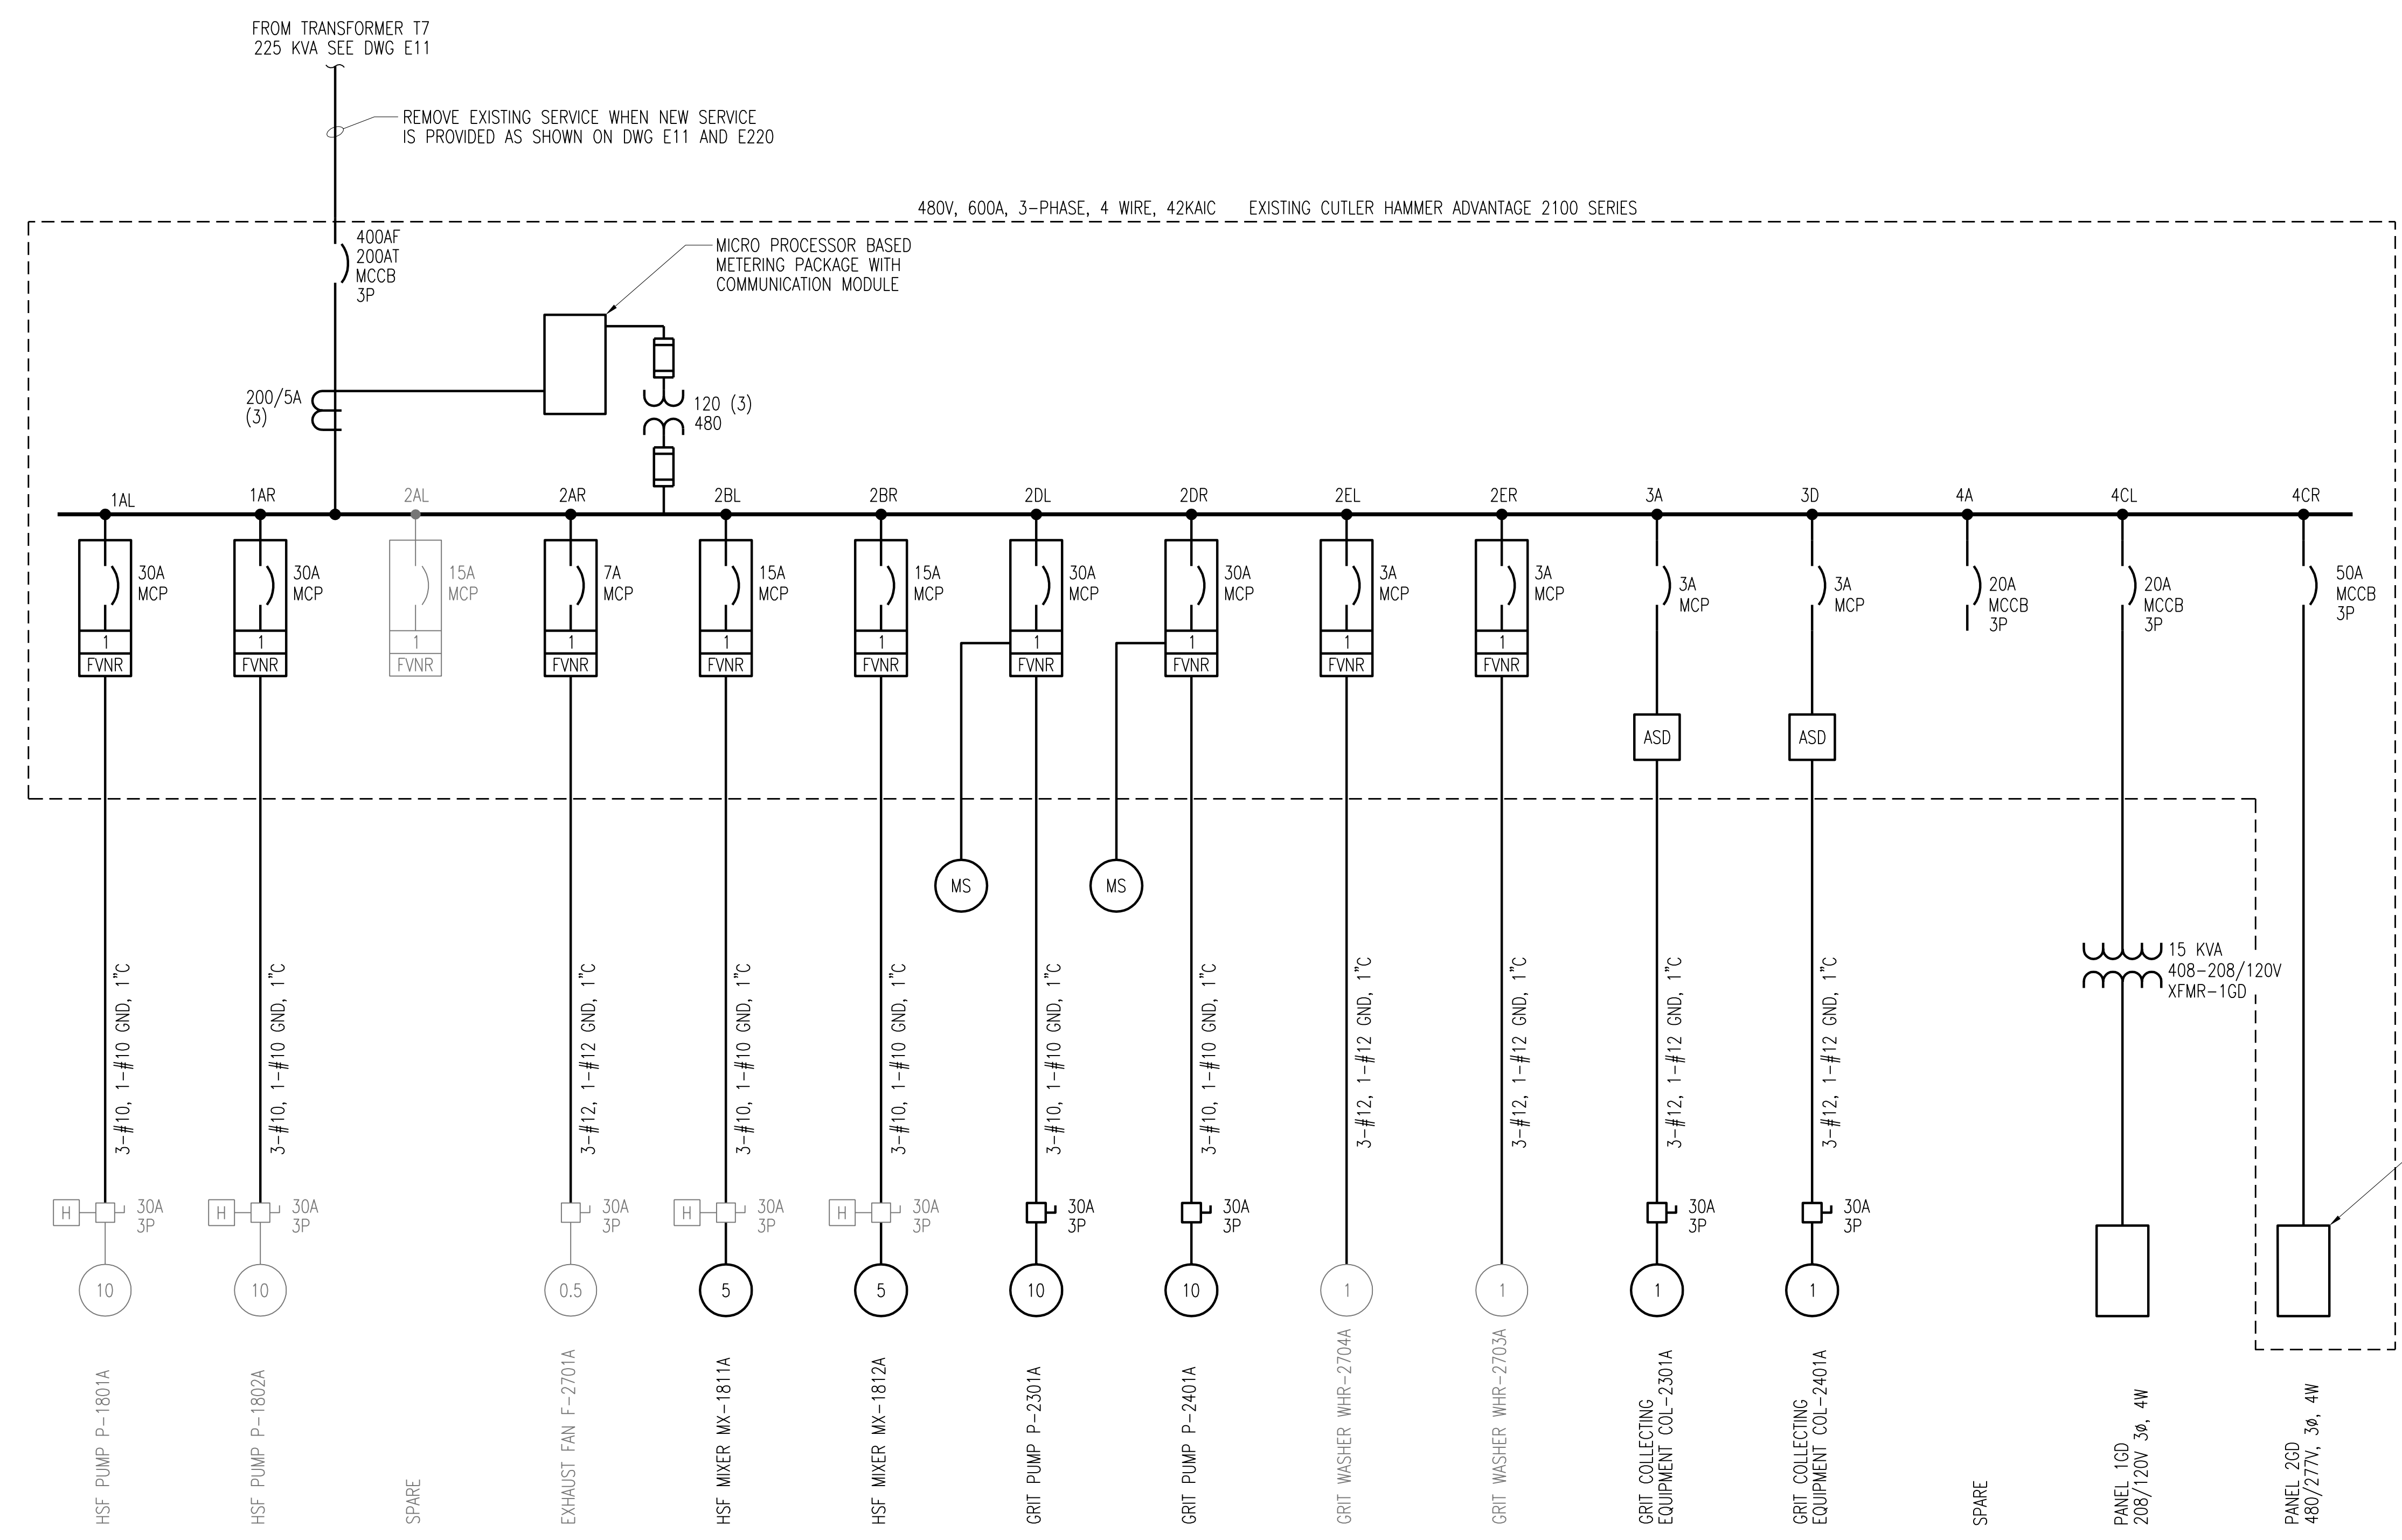 FROM TRANSFORMER T7
225 KVA SEE DWG E11
REMOVE EXISTING SERVICE WHEN NEW SERVICE
IS PROVIDED AS SHOWN ON DWG E11 AND E220
480V, 600A, 3-PHASE, 4 WIRE, 42KAIC EXISTING CUTLER HAMMER ADVANTAGE 2100 SERIES
400AF
200AT
MCCB
3P
MICRO PROCESSOR BASED
METERING PACKAGE WITH
COMMUNICATION MODULE
200/5A
(3)
120 (3)
480
1AL
1AR
2AL
2AR
2BL
2BR
2DL
2DR
2EL
2ER
3A
3D
4A
4CL
4CR
30A
MCP
30A
MCP
15A
MCP
7A
MCP
15A
MCP
15A
MCP
30A
MCP
30A
MCP
3A
MCP
3A
MCP
3A
MCP
3A
MCP
20A
MCCB
3P
20A
MCCB
3P
50A
MCCB
3P
1
FVNR
1
FVNR
1
FVNR
1
FVNR
1
FVNR
1
FVNR
1
FVNR
1
FVNR
1
FVNR
1
FVNR
ASD
ASD
MS
MS
15 KVA
408-208/120V
XFMR-1GD
3-#10, 1-#10 GND, 1"C
3-#10, 1-#10 GND, 1"C
3-#12, 1-#12 GND, 1"C
3-#10, 1-#10 GND, 1"C
3-#10, 1-#10 GND, 1"C
3-#10, 1-#10 GND, 1"C
3-#10, 1-#10 GND, 1"C
3-#12, 1-#12 GND, 1"C
3-#12, 1-#12 GND, 1"C
3-#12, 1-#12 GND, 1"C
3-#12, 1-#12 GND, 1"C
H
30A
3P
H
30A
3P
30A
3P
H
30A
3P
H
30A
3P
30A
3P
30A
3P
30A
3P
30A
3P
10
10
0.5
5
5
10
10
1
1
1
1
HSF PUMP P-1801A
HSF PUMP P-1802A
SPARE
EXHAUST FAN F-2701A
HSF MIXER MX-1811A
HSF MIXER MX-1812A
GRIT PUMP P-2301A
GRIT PUMP P-2401A
GRIT WASHER WHR-2704A
GRIT WASHER WHR-2703A
GRIT COLLECTING
EQUIPMENT COL-2301A
GRIT COLLECTING
EQUIPMENT COL-2401A
SPARE
PANEL 1GD
208/120V 3ø, 4W
PANEL 2GD
480/277V, 3ø, 4W